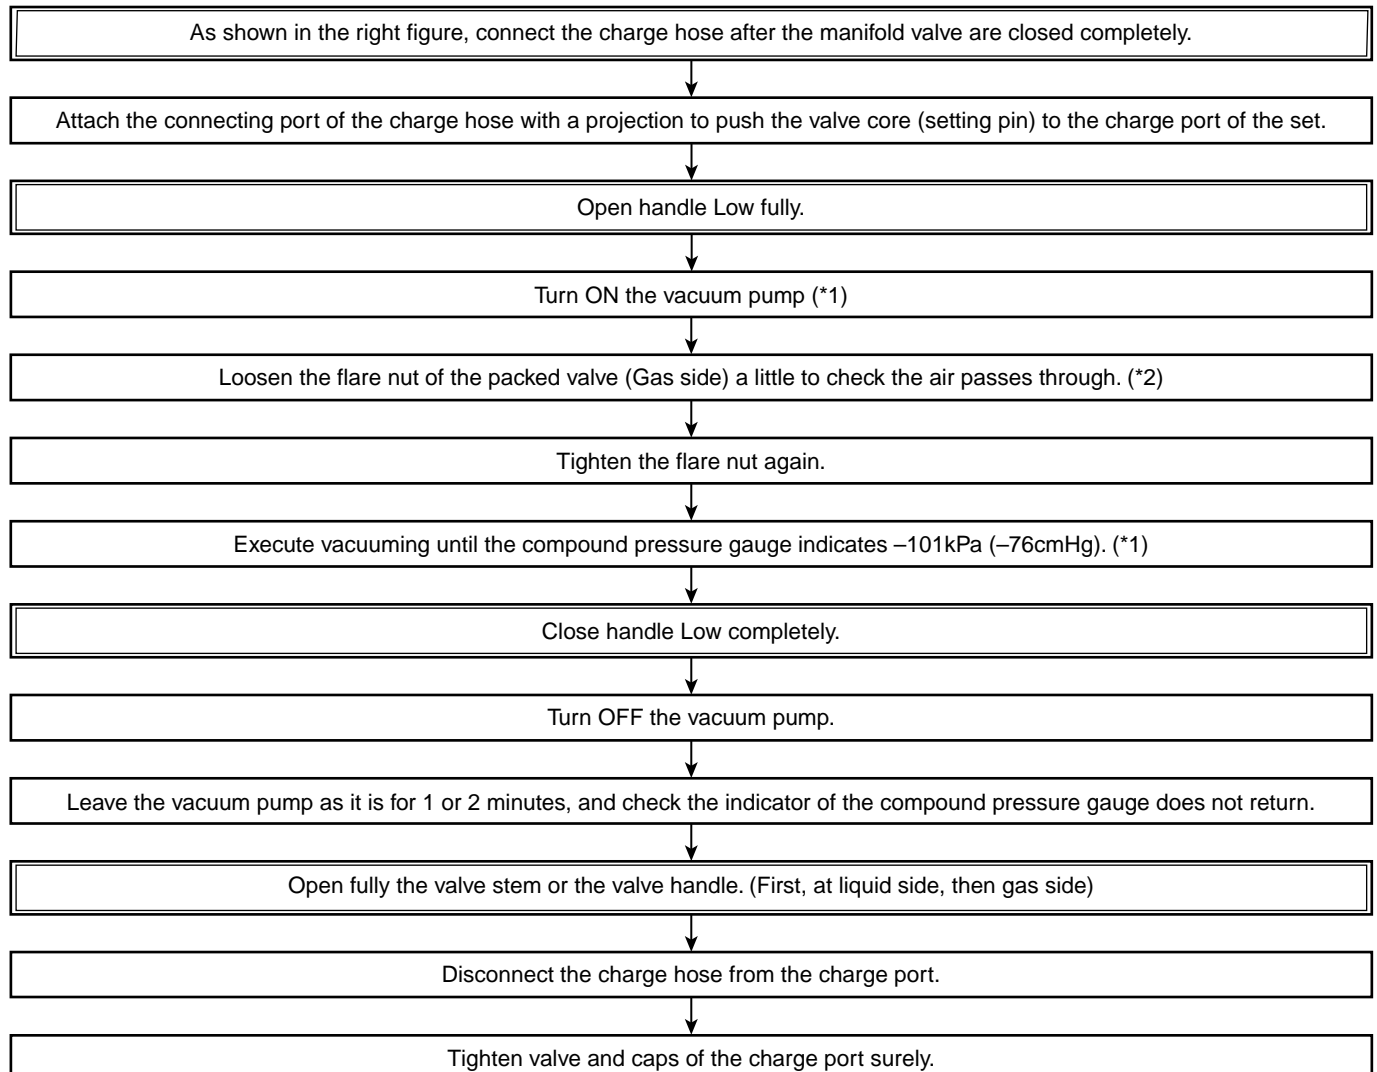 As shown in the right figure, connect the charge hose after the manifold valve are closed completely.
Attach the connecting port of the charge hose with a projection to push the valve core (setting pin) to the charge port of the set.
Open handle Low fully.
Turn ON the vacuum pump (*1)
Loosen the flare nut of the packed valve (Gas side) a little to check the air passes through. (*2)
Tighten the flare nut again.
Execute vacuuming until the compound pressure gauge indicates –101kPa (–76cmHg). (*1)
Close handle Low completely.
Turn OFF the vacuum pump.
Leave the vacuum pump as it is for 1 or 2 minutes, and check the indicator of the compound pressure gauge does not return.
Open fully the valve stem or the valve handle. (First, at liquid side, then gas side)
Disconnect the charge hose from the charge port.
Tighten valve and caps of the charge port surely.